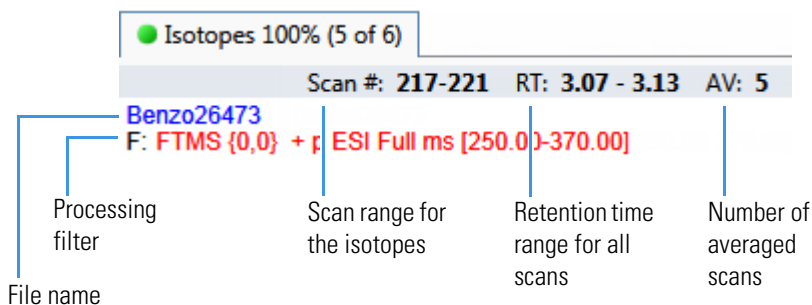 Isotopes 100% (5 of 6)
Scan #: 217-221 RT: 3.07 - 3.13 AV: 5
Benzo26473
F: FTMS {0,0} + p ESI Full ms [250.00-370.00]
Processing
filter
Scan range for
the isotopes
Retention time
range for all
scans
Number of
averaged
scans
File name